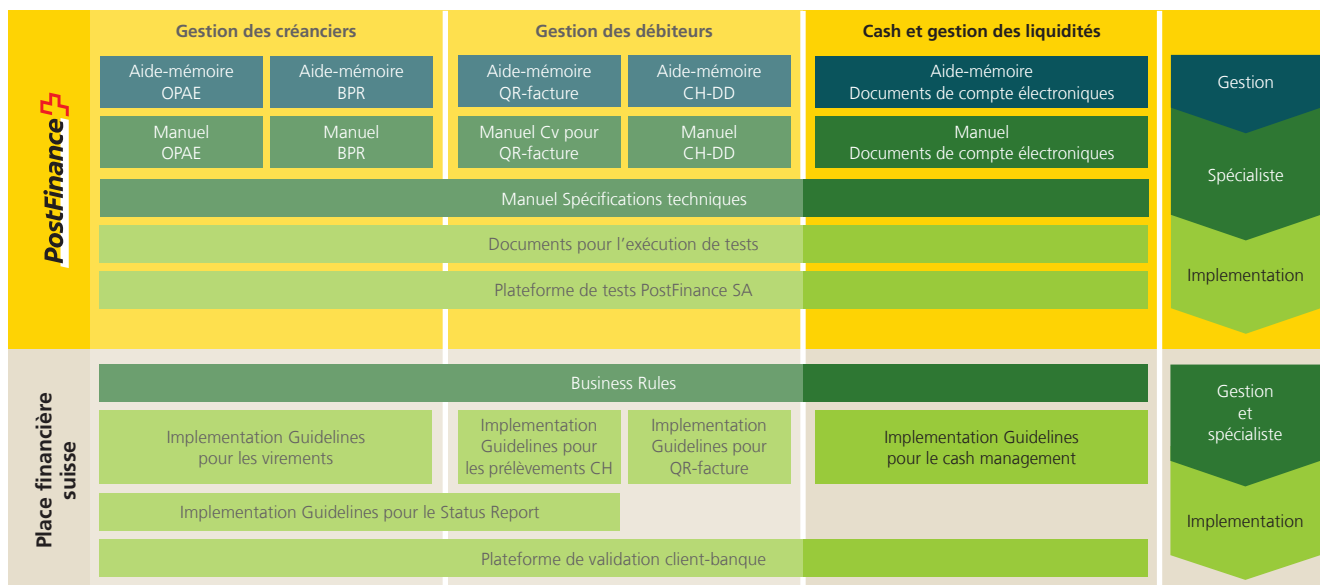 Gestion des créanciers
Gestion des débiteurs
Cash et gestion des liquidités
PostFinance
Aide-mémoire
OPAE
Aide-mémoire
BPR
Aide-mémoire
QR-facture
Aide-mémoire
CH-DD
Aide-mémoire
Documents de compte électroniques
Gestion
Manuel
OPAE
Manuel
BPR
Manuel Cv pour
QR-facture
Manuel
CH-DD
Manuel
Documents de compte électroniques
Spécialiste
Manuel Spécifications techniques
Documents pour l'exécution de tests
Plateforme de tests PostFinance SA
Implementation
Place financière
suisse
Business Rules
Gestion
et
spécialiste
Implementation Guidelines
pour les virements
Implementation
Guidelines pour
les prélèvements CH
Implementation
Guidelines pour
QR-facture
Implementation Guidelines
pour le cash management
Implementation Guidelines pour le Status Report
Implementation
Plateforme de validation client-banque